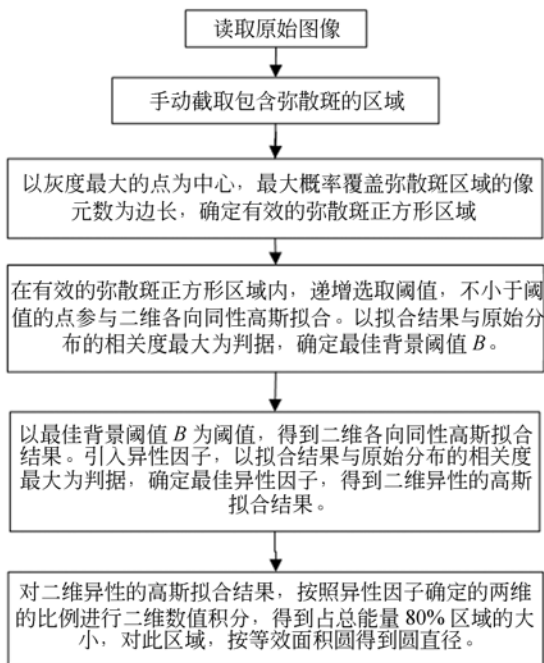 读取原始图像
手动截取包含弥散斑的区域
以灰度最大的点为中心，最大概率覆盖弥散斑区域的像
元数为边长，确定有效的弥散斑正方形区域
在有效的弥散斑正方形区域内，递增选取阈值，不小于阈
值的点参与二维各向同性高斯拟合。以拟合结果与原始分
布的相关度最大为判据，确定最佳背景阈值 B。
以最佳背景阈值 B 为阈值，得到二维各向同性高斯拟合
结果。引入异性因子，以拟合结果与原始分布的相关度
最大为判据，确定最佳异性因子，得到二维异性的高斯
拟合结果。
对二维异性的高斯拟合结果，按照异性因子确定的两维
的比例进行二维数值积分，得到占总能量 80% 区域的大
小，对此区域，按等效面积圆得到圆直径。